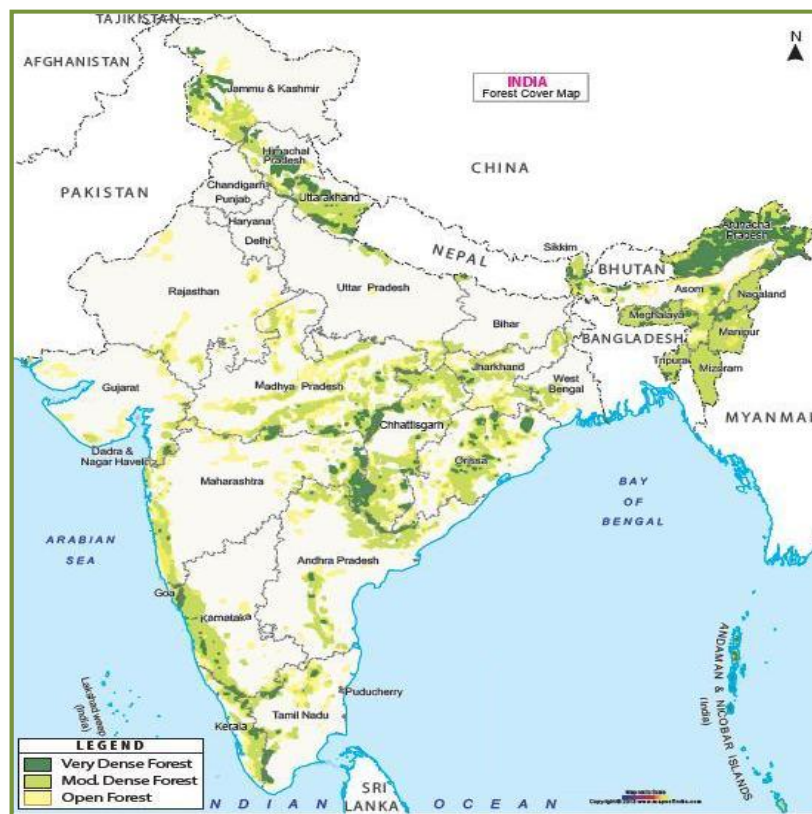 TAJIKISTAN
AFGHANISTAN
N
INDIA
Forest Cover Map
Jammu & Kashmir
Himachal
Pradesh
CHINA
PAKISTAN
Chandigarh
Punjab
Uttarakhand
Haryana
Delhi
Arunachal
Pradesh
NEPAL
Sikkim
BHUTAN
Rajasthan
Uttar Pradesh
Asom
Nagaland
Meghalaya
Bihar
Manipur
BANGLADESH
Tripura
Mizoram
Jharkhand
Gujarat
Madhya Pradesh
West
Bengal
MYANMAR
Chhattisgarh
Dadra &
Nagar Haveli
Orissa
Maharashtra
BAY
OF
BENGAL
ARABIAN
SEA
Andhra Pradesh
Goa
Karnataka
ANDAMAN & NICOBAR ISLANDS
(India)
Lakshadweep
(India)
Puducherry
Tamil Nadu
Kerala
LEGEND
Very Dense Forest
Mod. Dense Forest
Open Forest
SRI
LANKA
INDIAN OCEAN